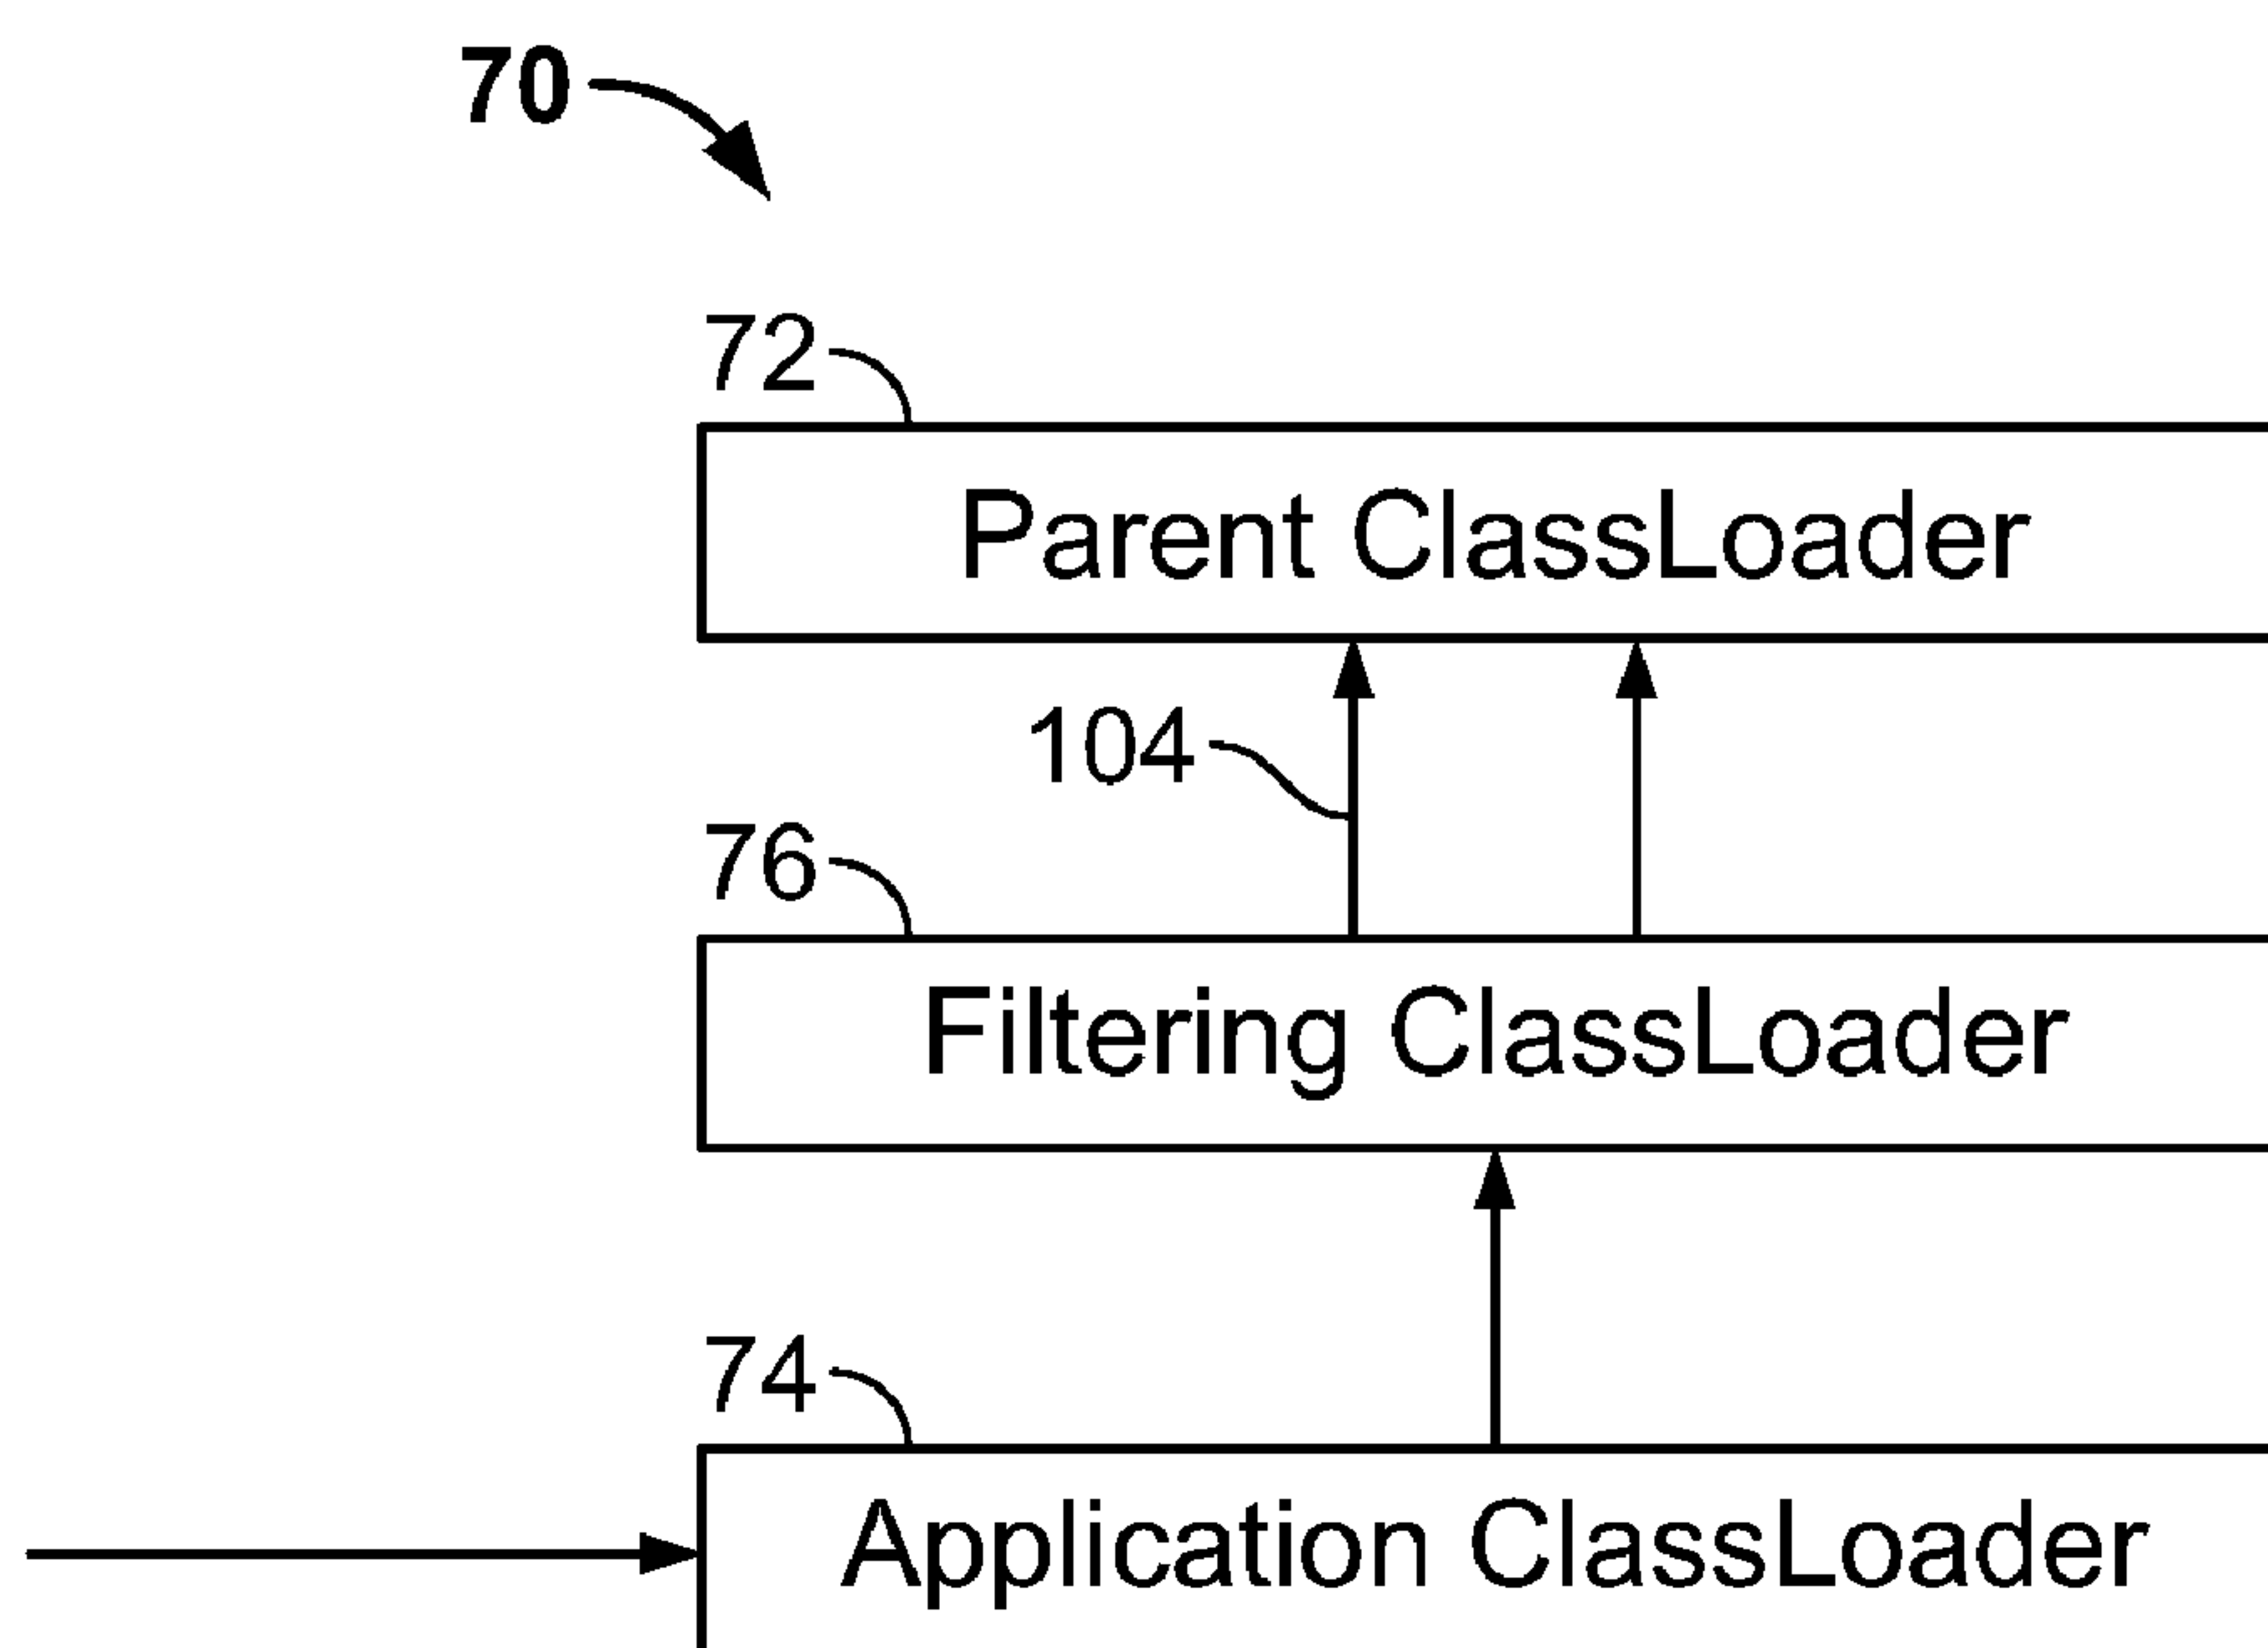 70
72
Parent ClassLoader
104
76
Filtering ClassLoader
74
Application ClassLoader